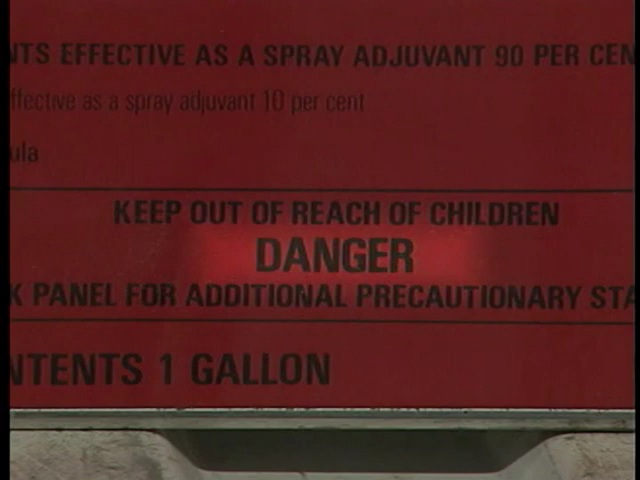 NTS EFFECTIVE AS A SPRAY ADJUVANT 90 PER CEN
ffective as a spray adjuvant 10 per cent
ula
KEEP OUT OF REACH OF CHILDREN
DANGER
K PANEL FOR ADDITIONAL PRECAUTIONARY STA
NTENTS 1 GALLON